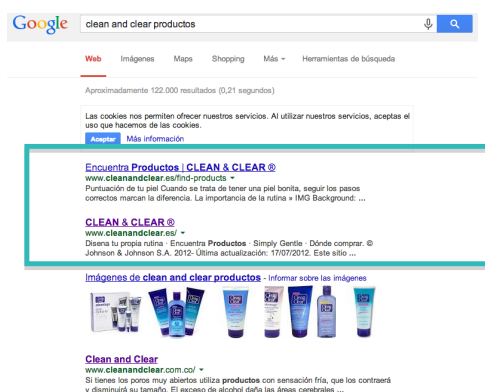 Google clean and clear productos
Web Imágenes Maps Shopping Más Herramientas de búsqueda
Aproximadamente 122.000 resultados (0,21 segundos)
Las cookies nos permiten ofrecer nuestros servicios. Al utilizar nuestros servicios, aceptas el
uso que hacemos de las cookies.
Aceptar Más información
Encuentra Productos | CLEAN & CLEAR ®
www.cleanandclear.es/find-products
Puntuación de tu piel Cuando se trata de tener una piel bonita, seguir los pasos
correctos marcan la diferencia. La importancia de la rutina » IMG Background: ...
CLEAN & CLEAR ®
www.cleanandclear.es/
Disena tu propia rutina · Encuentra Productos · Simply Gentle · Dónde comprar. ©
Johnson & Johnson S.A. 2012- Última actualización: 17/07/2012. Este sitio ...
Imágenes de clean and clear productos - Informar sobre las imágenes
Clean and Clear
www.cleanandclear.com.co/
Si tienes los poros muy abiertos utiliza productos con sensación fría, que los contraerá
y disminuirá su tamaño. El exceso de alcohol daña las áreas cerebrales ...